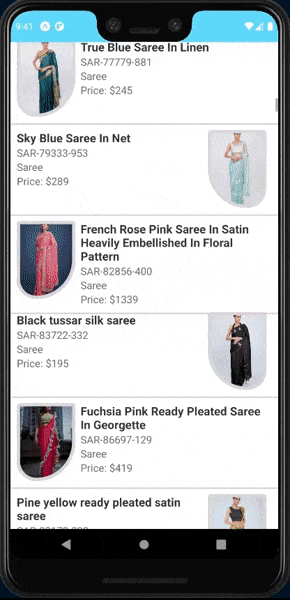 9:41
True Blue Saree In Linen
SAR-77779-881
Saree
Price: $245
Sky Blue Saree In Net
SAR-79333-953
Saree
Price: $289
French Rose Pink Saree In Satin
Heavily Embellished In Floral
Pattern
SAR-82856-400
Saree
Price: $1339
Black tussar silk saree
SAR-83722-332
Saree
Price: $195
Fuchsia Pink Ready Pleated Saree
In Georgette
SAR-86697-129
Saree
Price: $419
Pine yellow ready pleated satin
saree